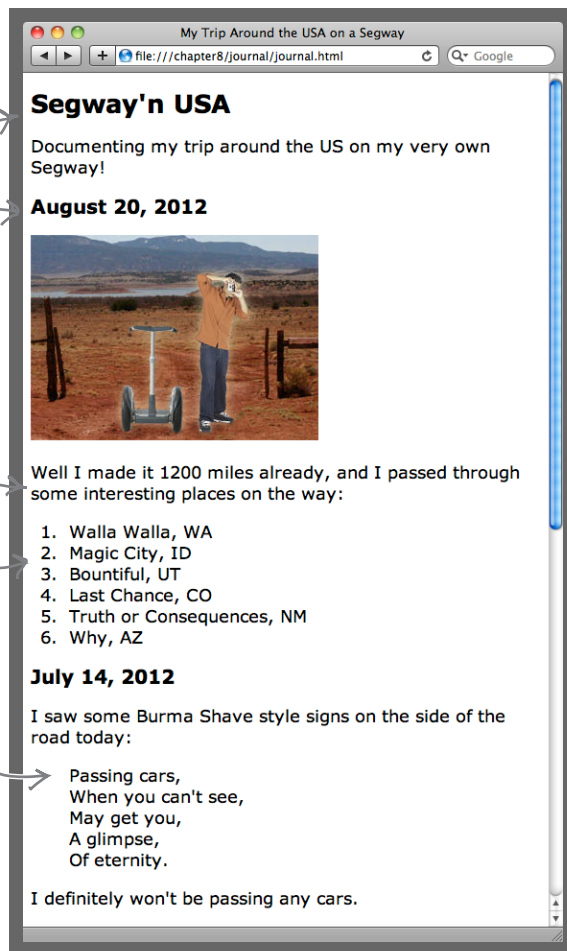 My Trip Around the USA on a Segway
file:///chapter8/journal/journal.html
Google
Segway'n USA
Documenting my trip around the US on my very own
Segway!
August 20, 2012
Well I made it 1200 miles already, and I passed through
some interesting places on the way:
1. Walla Walla, WA
2. Magic City, ID
3. Bountiful, UT
4. Last Chance, CO
5. Truth or Consequences, NM
6. Why, AZ
July 14, 2012
I saw some Burma Shave style signs on the side of the
road today:
Passing cars,
When you can't see,
May get you,
A glimpse,
Of eternity.
I definitely won't be passing any cars.